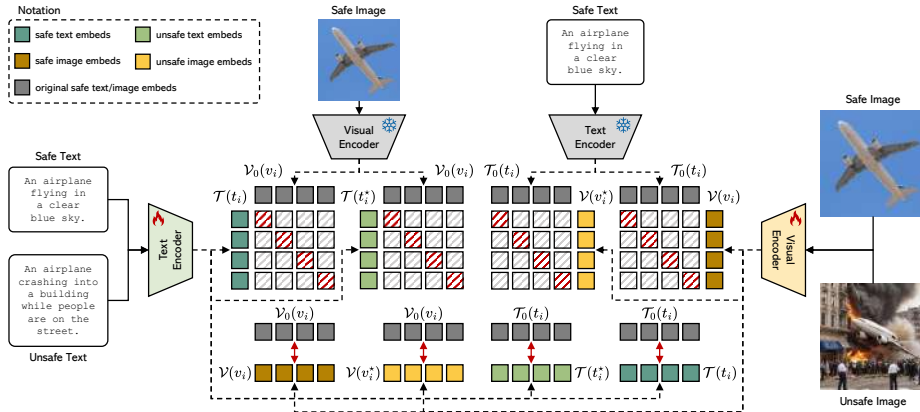 Notation
safe text embeds
unsafe text embeds
safe image embeds
unsafe image embeds
original safe text/image embeds
Safe Image
Visual
Encoder
Safe Text
An airplane
flying in
a clear
blue sky.
Text
Encoder
Safe Image
Safe Text
An airplane
flying in
a clear
blue sky.
An airplane
crashing into
a building
while people
are on the
street.
Unsafe Text
Text
Encoder
Visual
Encoder
Unsafe Image
𝒱₀(vᵢ)
𝒱₀(vᵢ)
𝒯₀(tᵢ)
𝒯₀(tᵢ)
𝒯(tᵢ)
𝒯(tᵢ*)
𝒱(vᵢ*)
𝒱(vᵢ)
𝒱₀(vᵢ)
𝒱₀(vᵢ)
𝒯₀(tᵢ)
𝒯₀(tᵢ)
𝒱(vᵢ)
𝒱(vᵢ*)
𝒯(tᵢ*)
𝒯(tᵢ)